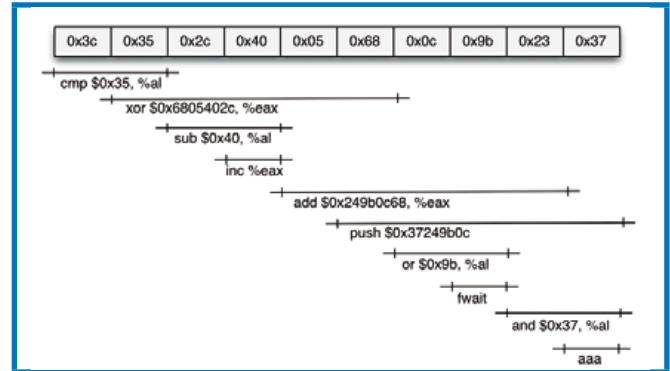 0x3c 0x35 0x2c 0x40 0x05 0x68 0x0c 0x9b 0x23 0x37
cmp $0x35, %al
xor $0x6805402c, %eax
sub $0x40, %al
inc %eax
add $0x249b0c68, %eax
push $0x37249b0c
or $0x9b, %al
fwait
and $0x37, %al
aaa